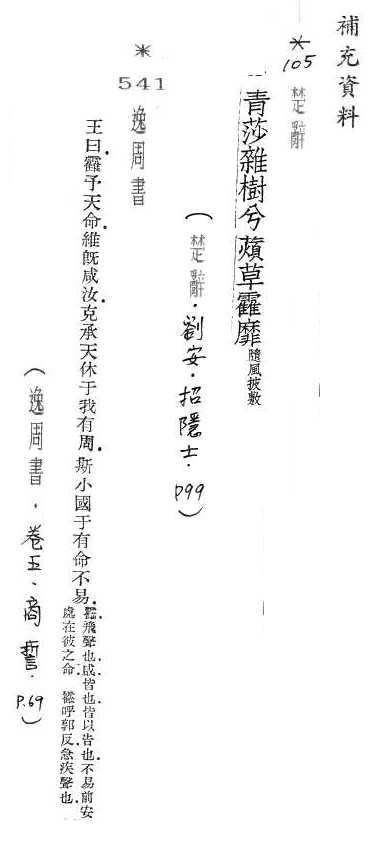 補充資料
*
105
楚辭
青莎雜樹兮薠草靃靡隨風披敷
(楚辭.劉安.招隱士.P99)
*
541
逸周書
王曰靃予天命維旣咸汝克承天休于我有周斯小國于有命不易
飛聲也咸皆也皆以告也不易前安
處在彼之命 呼郭反急疾聲也
(逸周書.卷五、商誓.P.69)